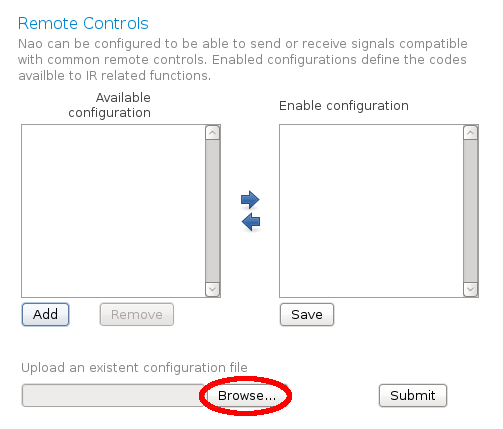 Remote Controls
Nao can be configured to be able to send or receive signals compatible
with common remote controls. Enabled configurations define the codes
availble to IR related functions.
Available
configuration
Enable configuration
Add
Remove
Save
Upload an existent configuration file
Browse...
Submit